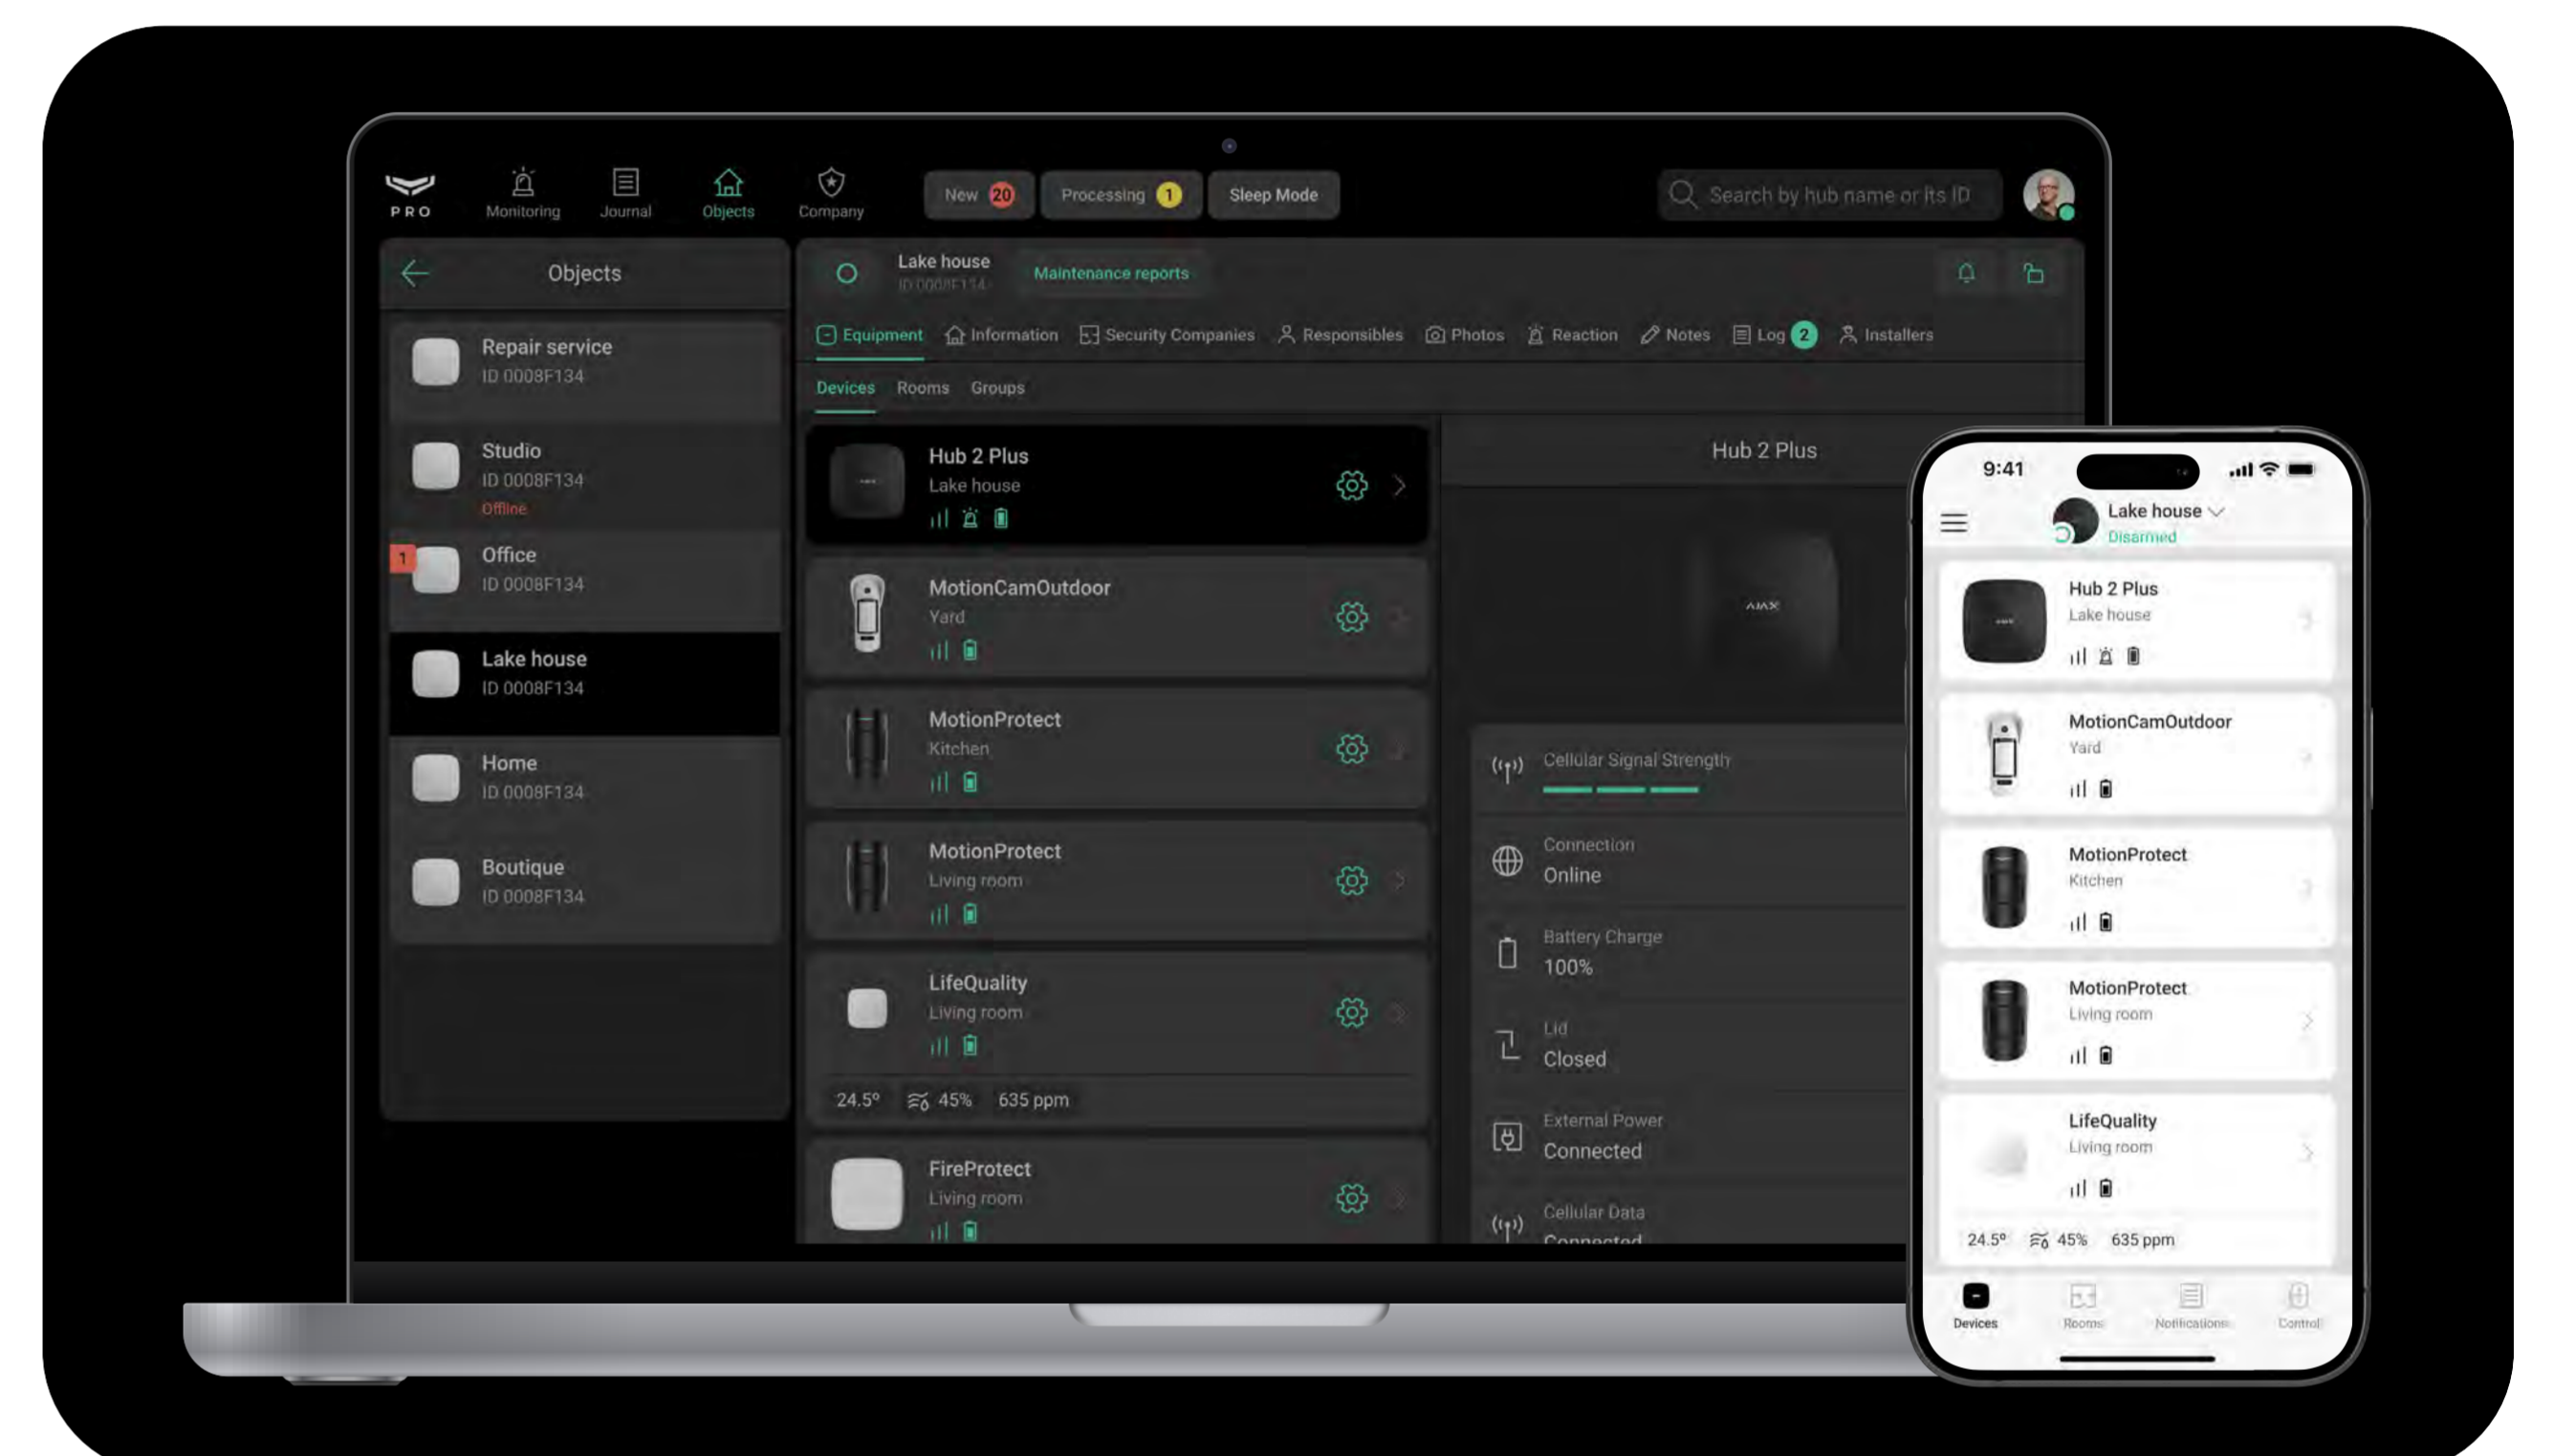 PRO
Monitoring
Journal
Objects
Company
New 20
Processing 1
Sleep Mode
Search by hub name or its ID
Objects
Repair service
ID 0008F134
Studio
ID 0008F134
Offline
1
Office
ID 0008F134
Lake house
ID 0008F134
Home
ID 0008F134
Boutique
ID 0008F134
Lake house
ID 0008F134
Maintenance reports
Equipment
Information
Security Companies
Responsibles
Photos
Reaction
Notes
Log 2
Installers
Devices
Rooms
Groups
Hub 2 Plus
Lake house
MotionCamOutdoor
Yard
MotionProtect
Kitchen
MotionProtect
Living room
LifeQuality
Living room
24.5° 45% 635 ppm
FireProtect
Living room
Hub 2 Plus
AJAX
Cellular Signal Strength
Connection
Online
Battery Charge
100%
Lid
Closed
External Power
Connected
Cellular Data
Connected
9:41
Lake house
Disarmed
Hub 2 Plus
Lake house
MotionCamOutdoor
Yard
MotionProtect
Kitchen
MotionProtect
Living room
LifeQuality
Living room
24.5° 45% 635 ppm
Devices
Rooms
Notifications
Control